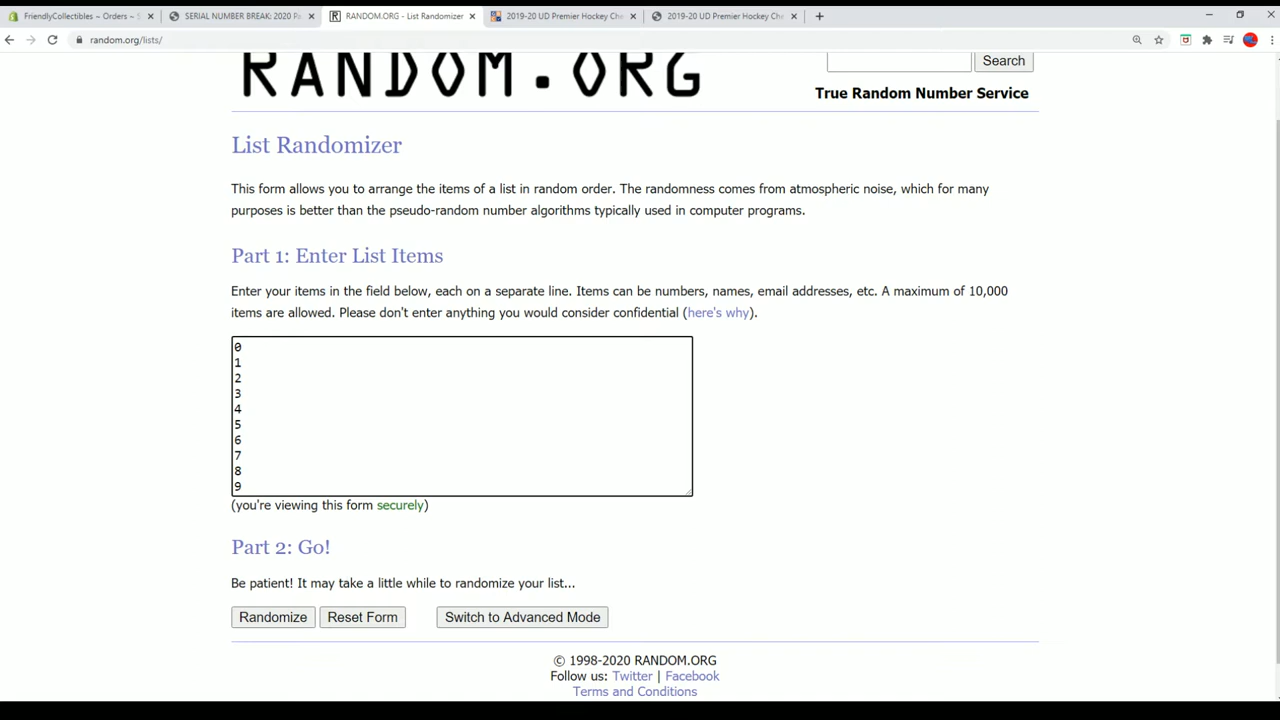 FriendlyCollectibles ~ Orders ~ S
SERIAL NUMBER BREAK: 2020 Pa
RANDOM.ORG - List Randomizer
2019-20 UD Premier Hockey Chec
2019-20 UD Premier Hockey Che
random.org/lists/
RANDOM.ORG
Search
True Random Number Service
List Randomizer
This form allows you to arrange the items of a list in random order. The randomness comes from atmospheric noise, which for many
purposes is better than the pseudo-random number algorithms typically used in computer programs.
Part 1: Enter List Items
Enter your items in the field below, each on a separate line. Items can be numbers, names, email addresses, etc. A maximum of 10,000
items are allowed. Please don't enter anything you would consider confidential (here's why).
0
1
2
3
4
5
6
7
8
9
(you're viewing this form securely)
Part 2: Go!
Be patient! It may take a little while to randomize your list...
Randomize Reset Form Switch to Advanced Mode
© 1998-2020 RANDOM.ORG
Follow us: Twitter | Facebook
Terms and Conditions